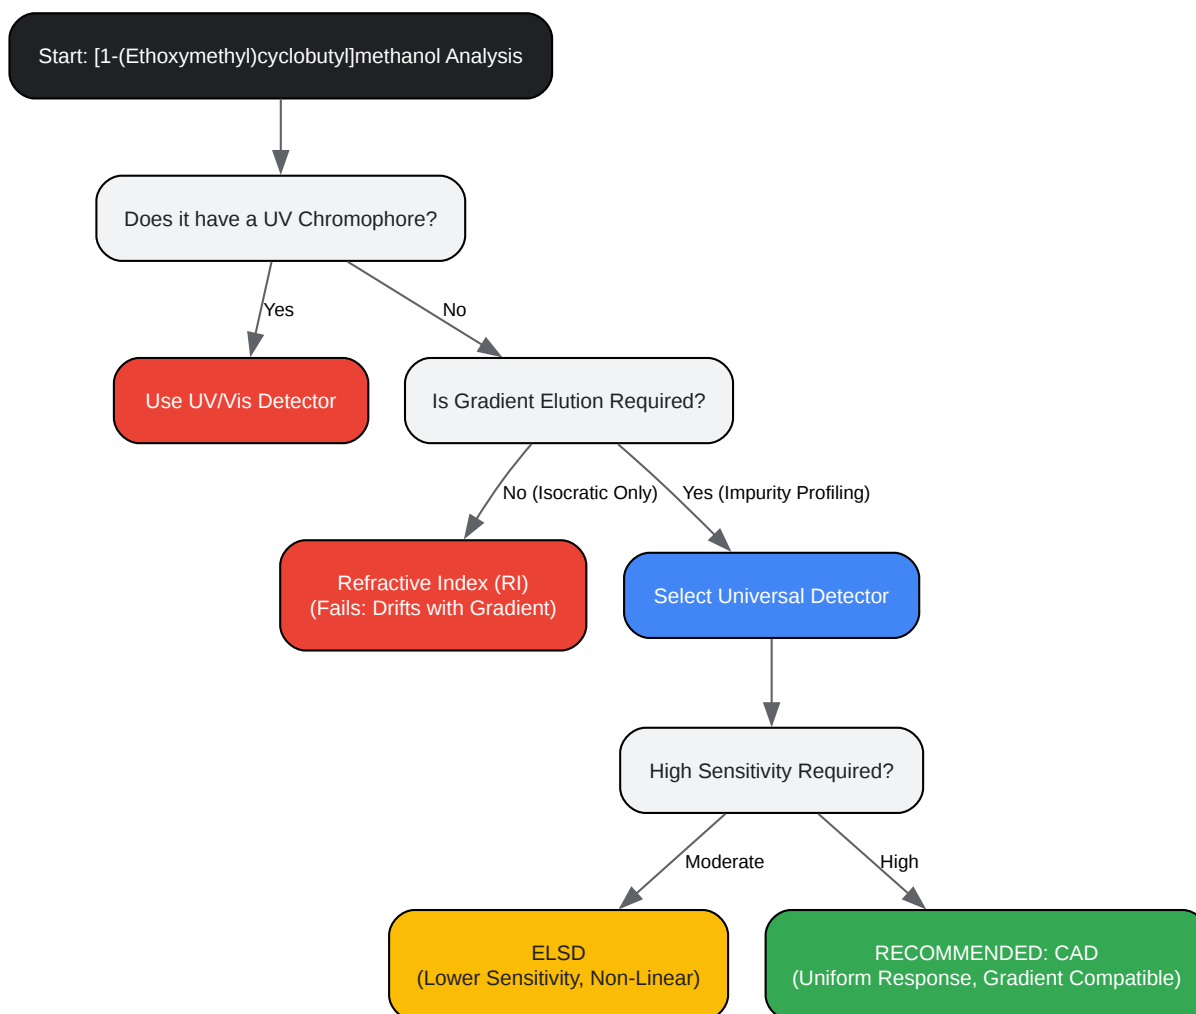 Start: [1-(Ethoxymethyl)cyclobutyl]methanol Analysis
Does it have a UV Chromophore?
Yes
No
Use UV/Vis Detector
Is Gradient Elution Required?
No (Isocratic Only)
Yes (Impurity Profiling)
Refractive Index (RI)
(Fails: Drifts with Gradient)
Select Universal Detector
High Sensitivity Required?
Moderate
High
ELSD
(Lower Sensitivity, Non-Linear)
RECOMMENDED: CAD
(Uniform Response, Gradient Compatible)